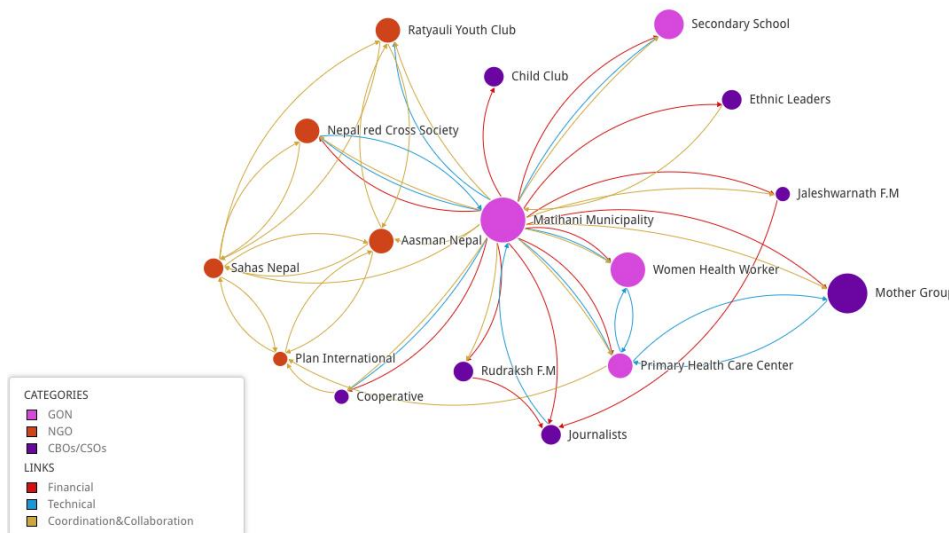 Secondary School
Ratyauli Youth Club
Child Club
Ethnic Leaders
Nepal red Cross Society
Jaleshwarnath F.M
Matihani Municipality
Aasman Nepal
Sahas Nepal
Women Health Worker
Mother Group
Plan International
Primary Health Care Center
Rudraksh F.M
Cooperative
Journalists
CATEGORIES
GON
NGO
CBOs/CSOs
LINKS
Financial
Technical
Coordination&Collaboration